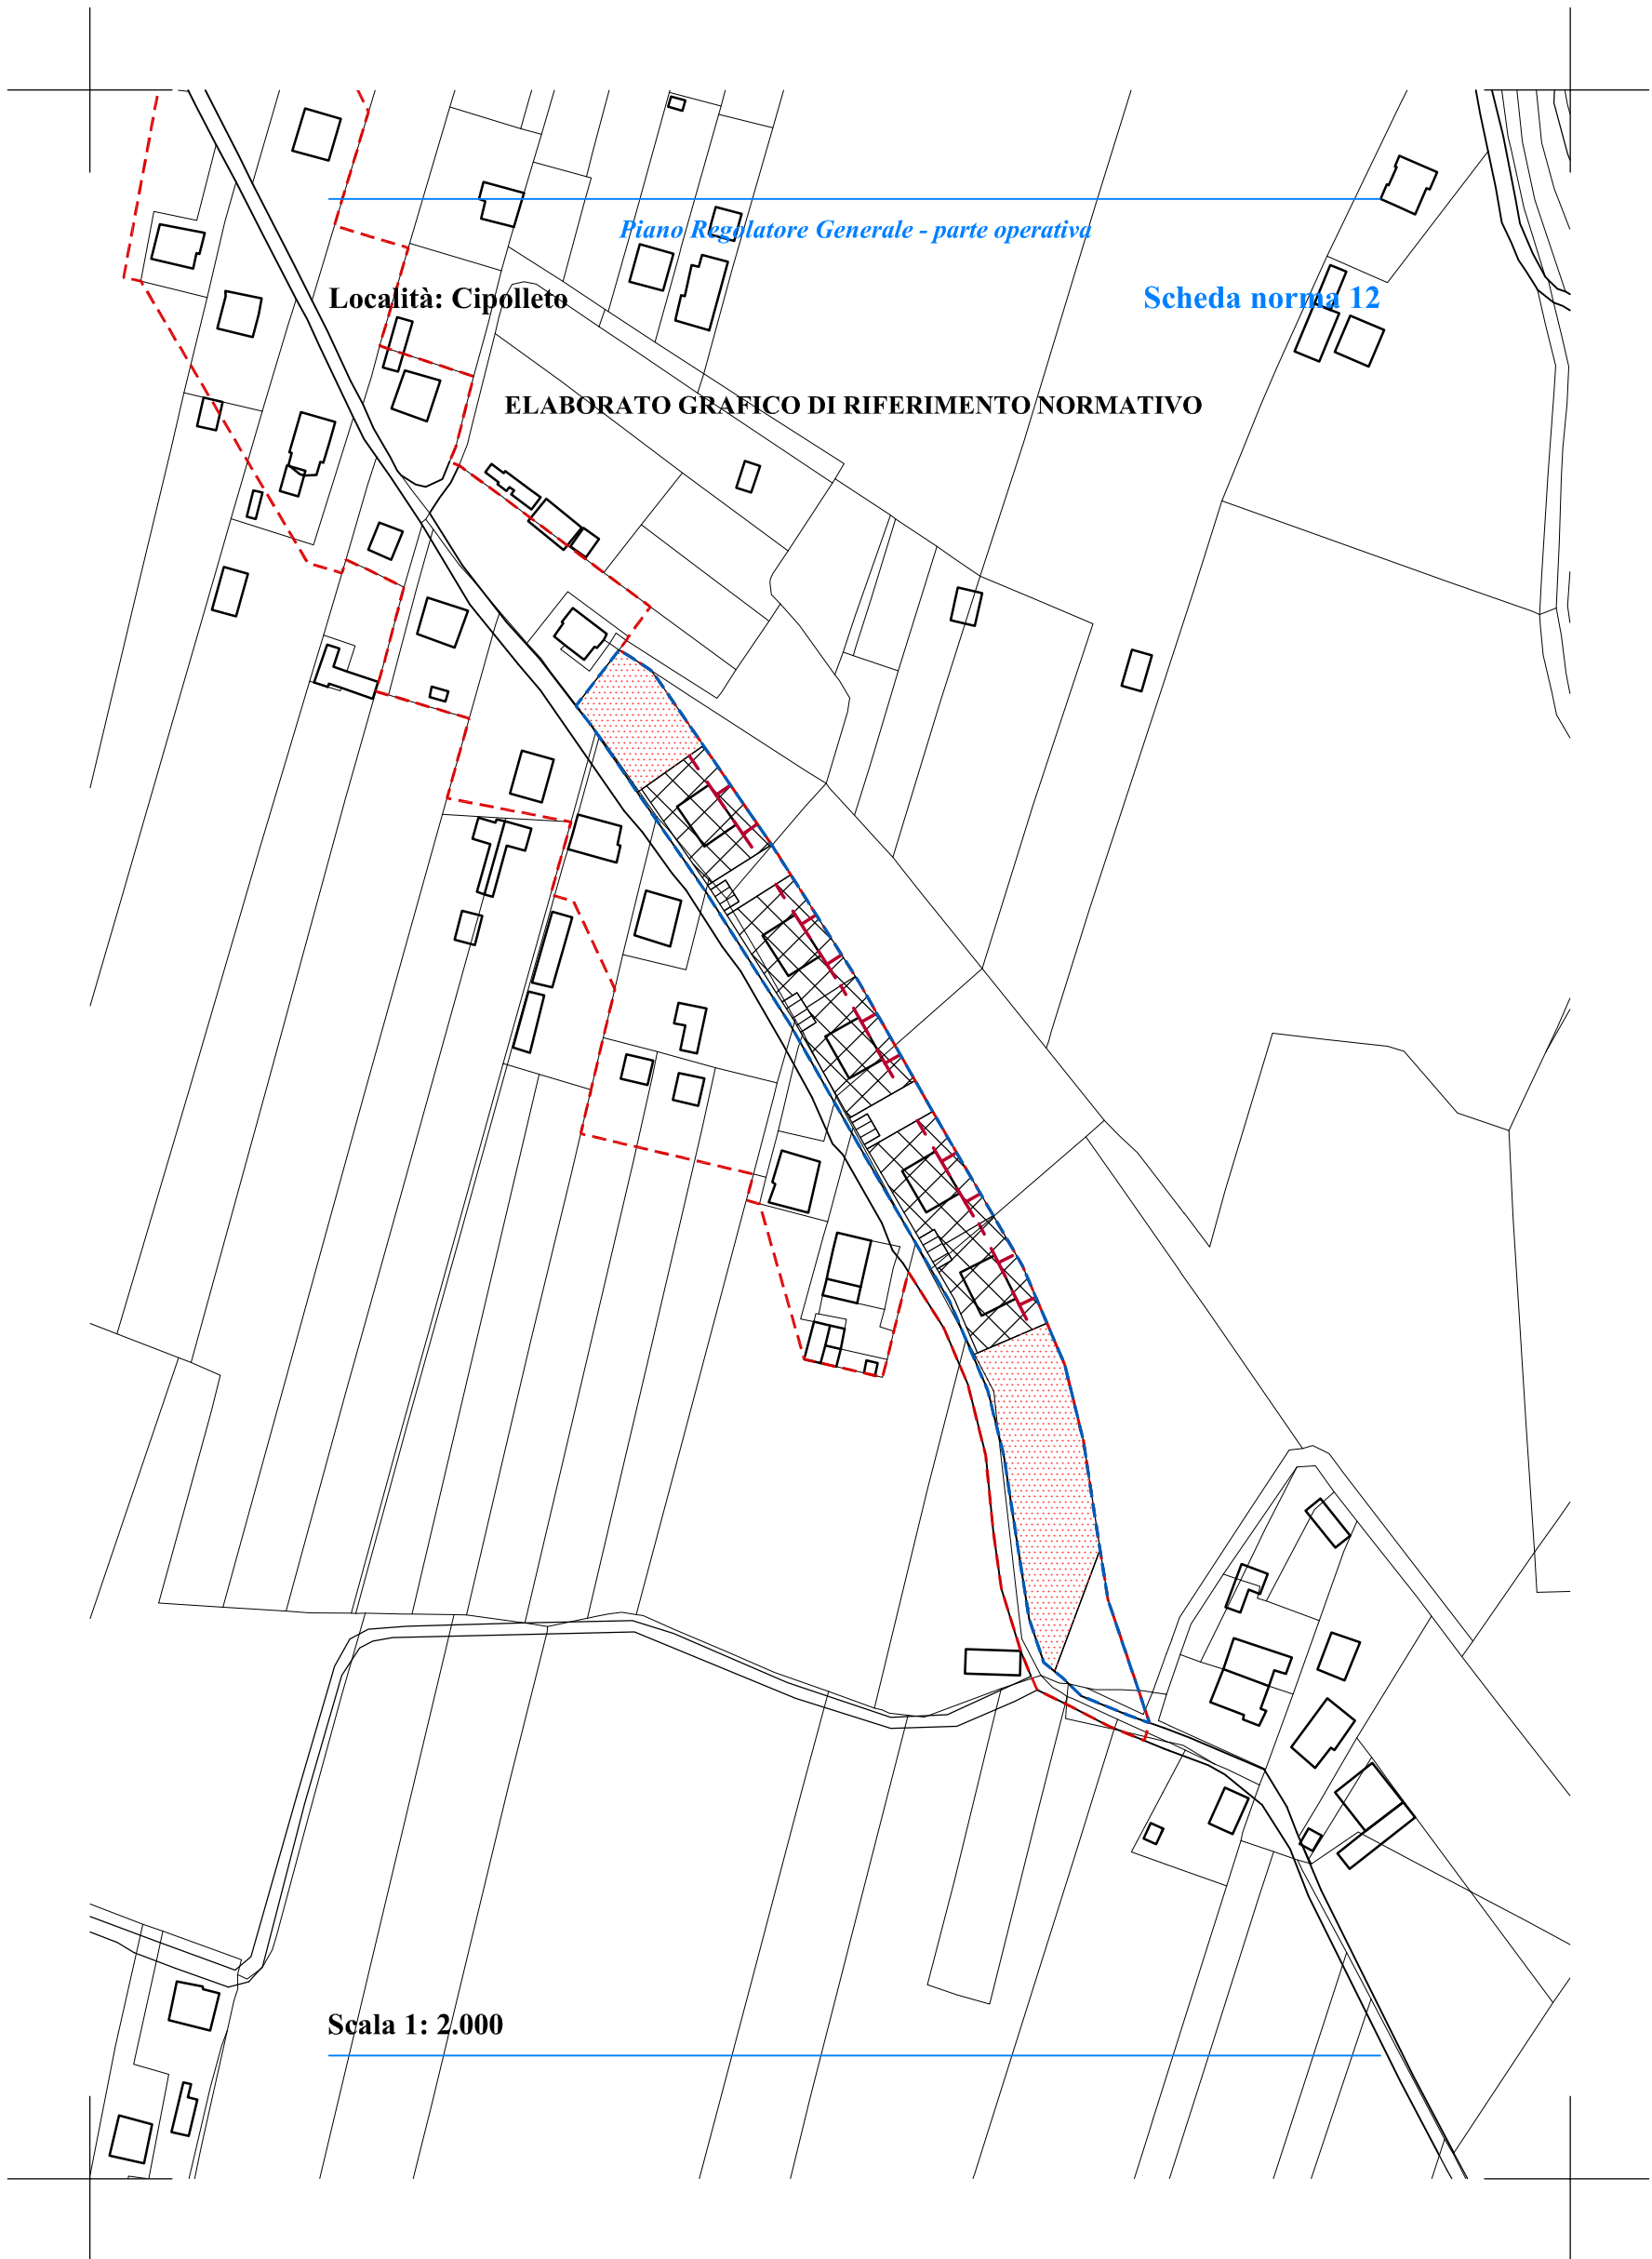 Piano Regolatore Generale - parte operativa
Località: Cipolleto
Scheda norma 12
ELABORATO GRAFICO DI RIFERIMENTO NORMATIVO
Scala 1: 2.000